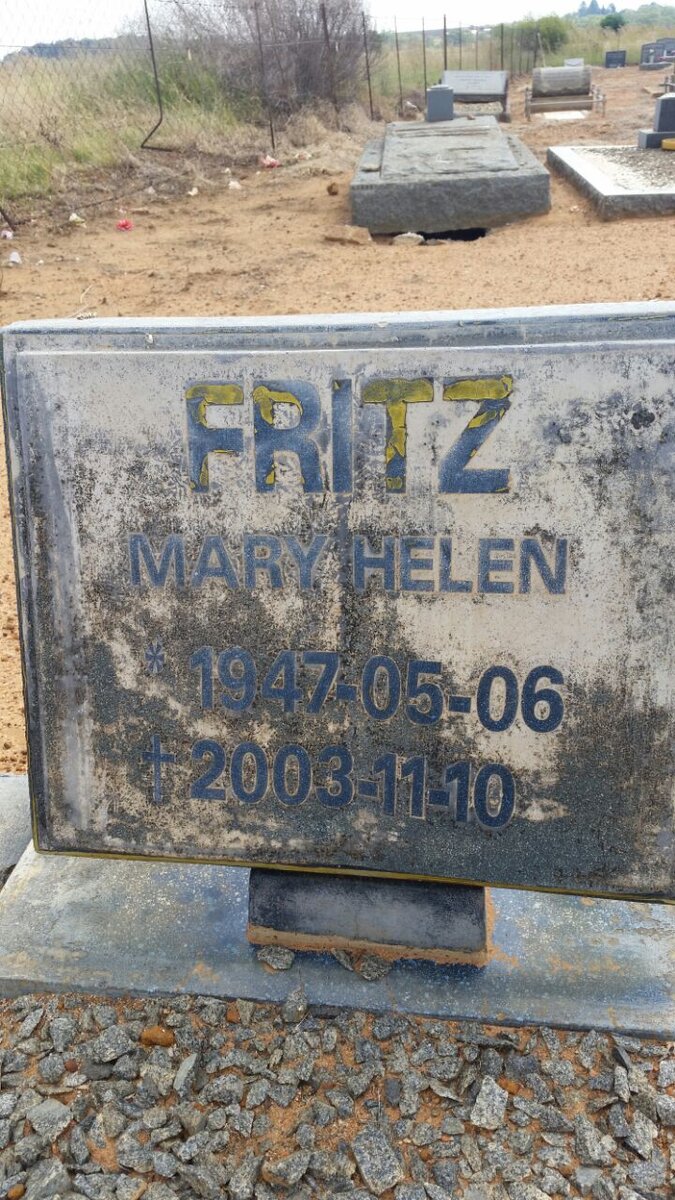 FRITZ
MARY HELEN
* 1947-05-06
† 2003-11-10